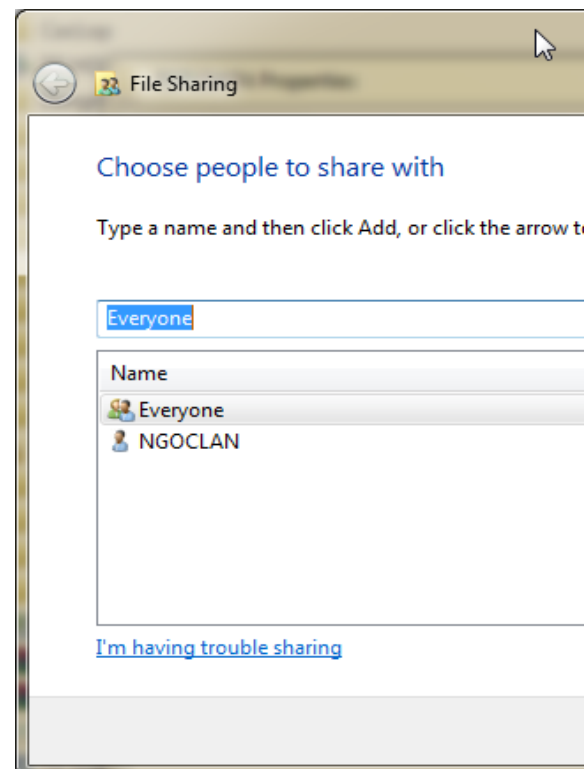 File Sharing
Choose people to share with
Type a name and then click Add, or click the arrow
Everyone
Name
Everyone
NGOCLAN
I'm having trouble sharing